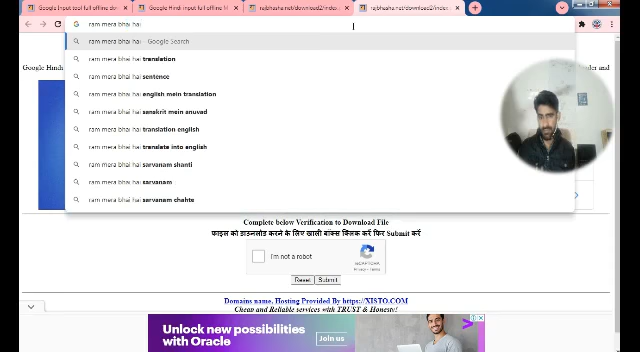 Google Input tool full offline do
Google Hindi input full offline M
rajbhasha.net/download2/index.
rajbhasha.net/download2/index.
ram mera bhai hai
ram mera bhai hai - Google Search
ram mera bhai hai translation
ram mera bhai hai sentence
ram mera bhai hai english mein translation
ram mera bhai hai sanskrit mein anuvad
ram mera bhai hai translation english
ram mera bhai hai translate into english
ram mera bhai hai sarvanam shanti
ram mera bhai hai sarvanam
ram mera bhai hai sarvanam chahte
Google Hindi
and
Complete below Verification to Download File
फाइल को डाउनलोड करने के लिए खाली बॉक्स क्लिक करें फिर Submit करें
I'm not a robot
reCAPTCHA
Privacy - Terms
Reset Submit
Domains name, Hosting Provided By https://XISTO.COM
Cheap and Reliable services with TRUST & Honesty!
Unlock new possibilities
with Oracle
Join us